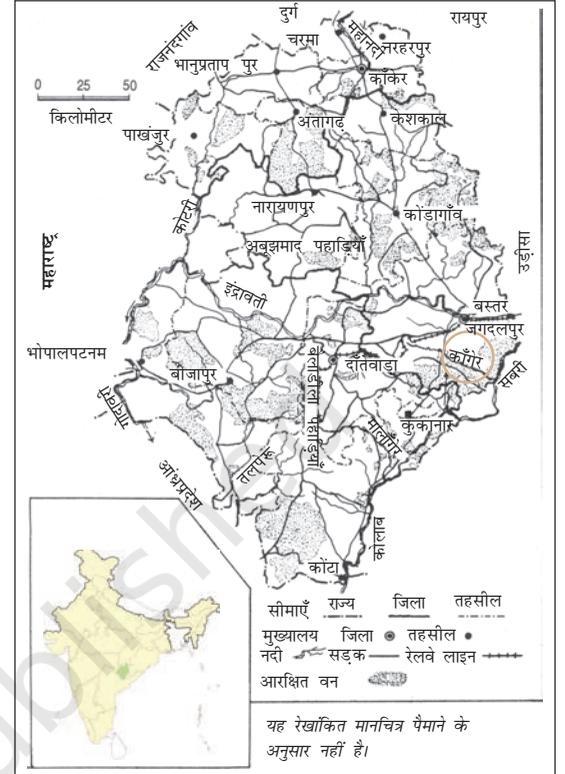 दुर्ग
रायपुर
राजनंदगांव
चरमा
महानदी
नरहरपुर
भानुप्रताप पुर
काँकेर
0 25 50
किलोमीटर
अंतागढ़
केशकाल
पाखंजुर
कोटरी
नारायणपुर
कोंडागाँव
महाराष्ट्र
अबूझमाद पहाड़ियाँ
उड़ीसा
इंद्रावती
बस्तर
जगदलपुर
भोपालपटनम
बीजापुर
दाँतेवाड़ा
काँगेर
सबरी
गोदावरी
बैलाडीला पहाड़ियाँ
कुकानार
मालाँगेर
तलपेरू
आंध्रप्रदेश
कोलाब
कोंटा
सीमाएँ राज्य जिला तहसील
मुख्यालय जिला तहसील
नदी सड़क रेलवे लाइन
आरक्षित वन
यह रेखांकित मानचित्र पैमाने के
अनुसार नहीं है।